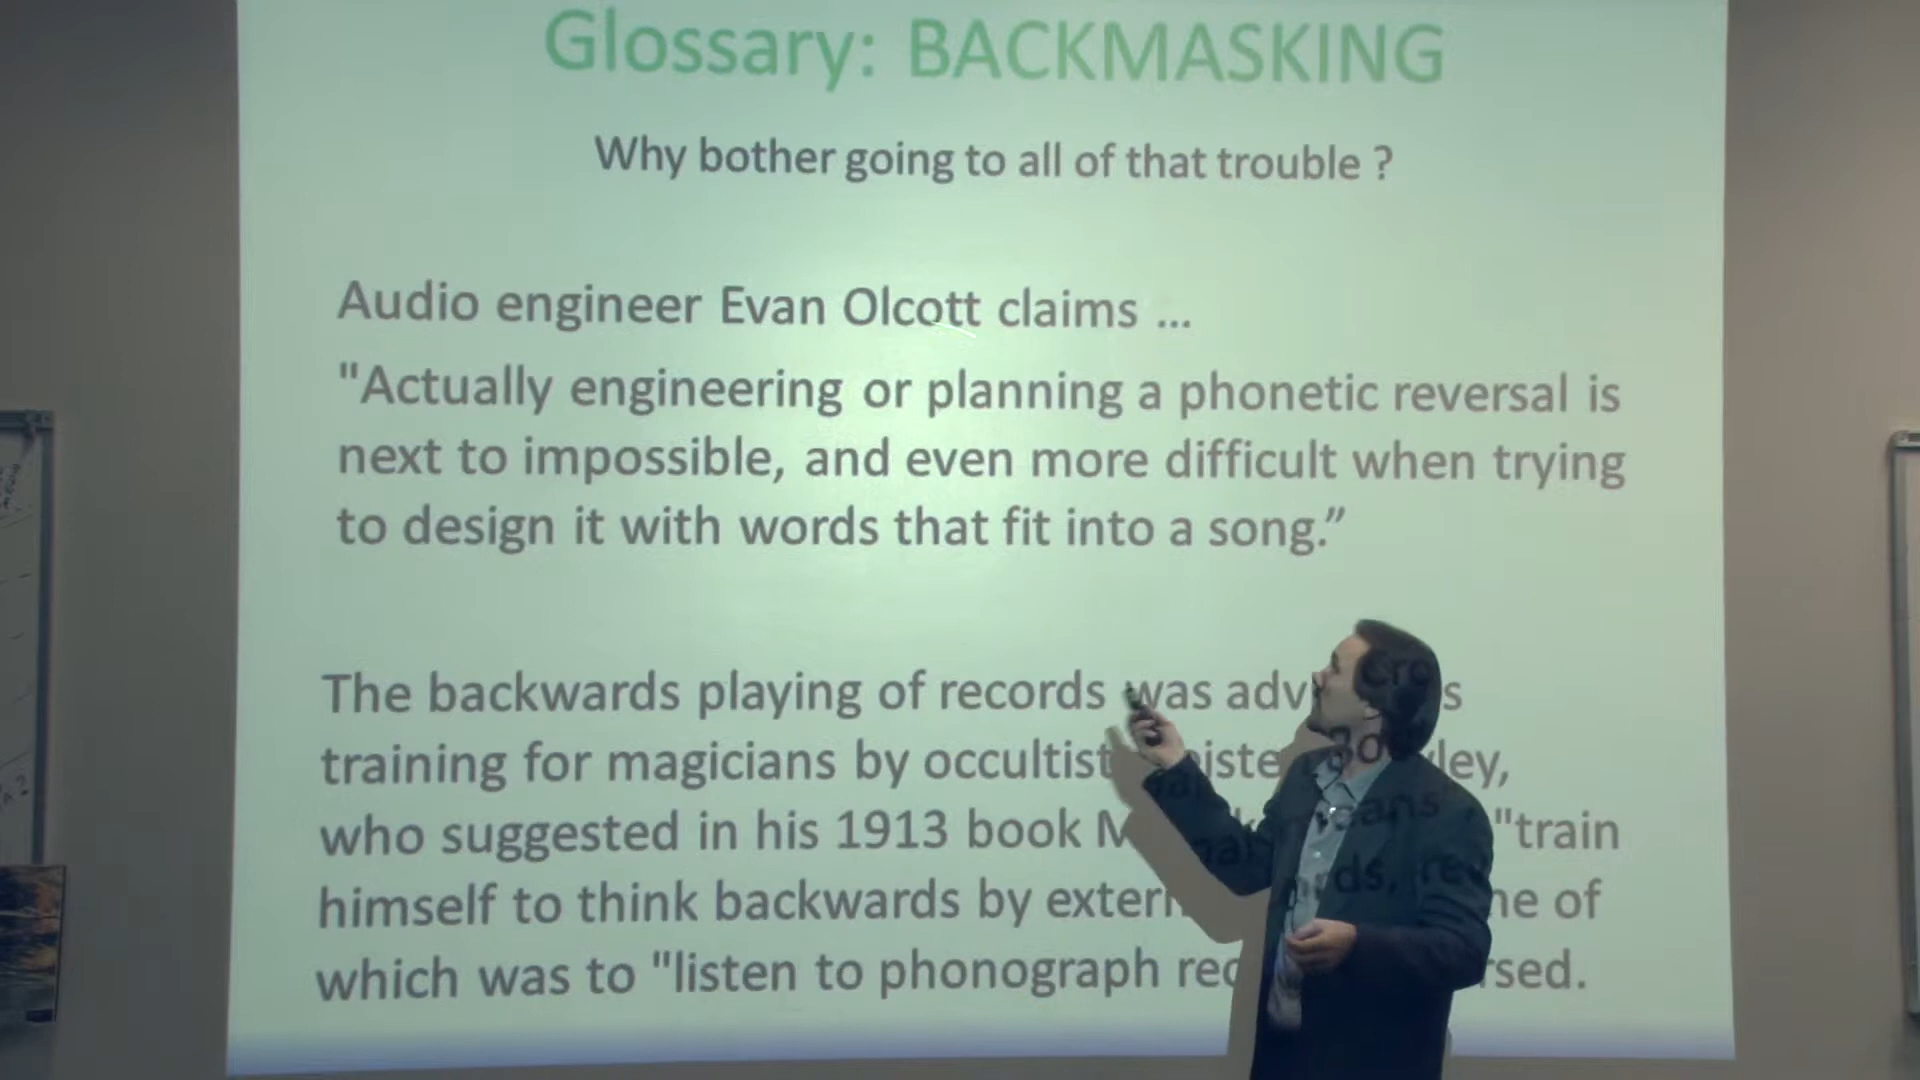 Glossary: BACKMASKING
Why bother going to all of that trouble ?
Audio engineer Evan Olcott claims ...
"Actually engineering or planning a phonetic reversal is
next to impossible, and even more difficult when trying
to design it with words that fit into a song.”
The backwards playing of records was
training for magicians by occultist
who suggested in his 1913 book "train
himself to think backwards by of
which was to "listen to phonograph